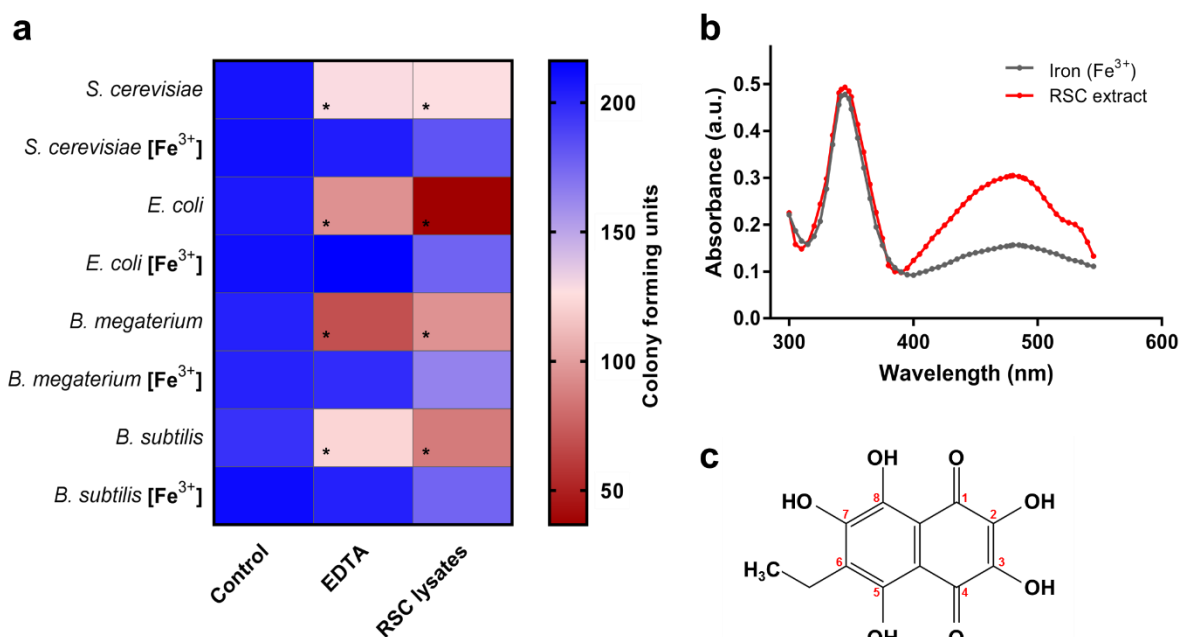 a
S. cerevisiae
S. cerevisiae [Fe³⁺]
E. coli
E. coli [Fe³⁺]
B. megaterium
B. megaterium [Fe³⁺]
B. subtilis
B. subtilis [Fe³⁺]
* *
* *
* *
* *
Control
EDTA
RSC lysates
200
150
100
50
Colony forming units
b
Iron (Fe³⁺)
RSC extract
0.5
0.4
0.3
0.2
0.1
0.0
Absorbance (a.u.)
300 400 500 600
Wavelength (nm)
c
OH O
8 1
HO 7 2 OH
H₃C 6 3 OH
5 4
OH O